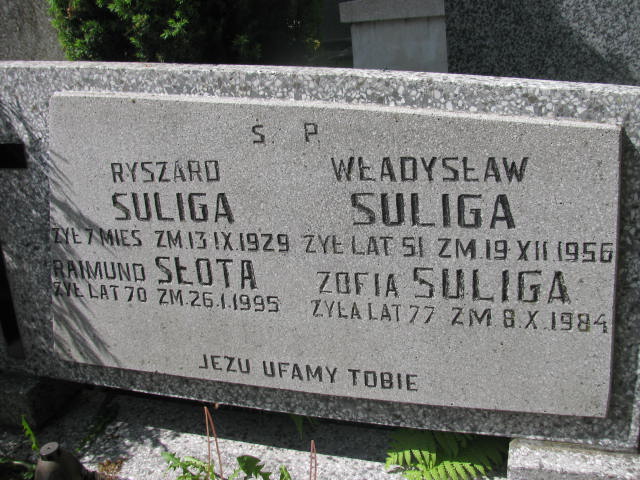 Ś. P.
RYSZARD
SULIGA
ŻYŁ 7 MIES ZM. 13.IX.1929
RAJMUND SŁOTA
ŻYŁ LAT 70 ZM. 26.I.1995
WŁADYSŁAW
SULIGA
ŻYŁ LAT 51 ZM. 19 XII 1956
ZOFIA SULIGA
ŻYŁA LAT 77 ZM 8.X.1984
JEZU UFAMY TOBIE